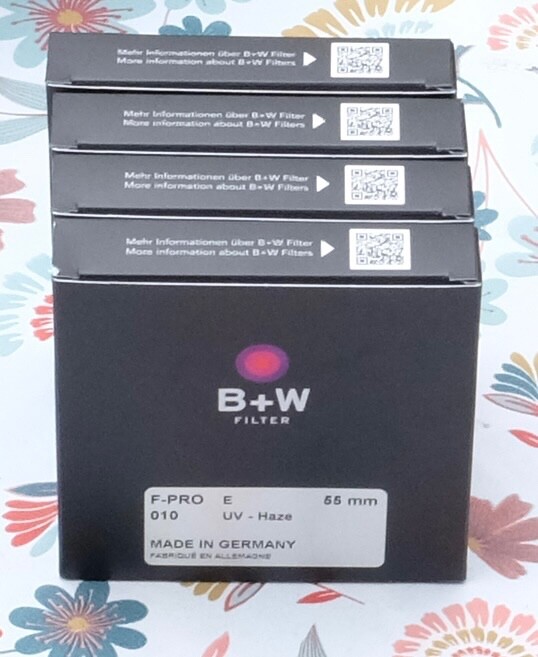 Mehr Informationen über B+W Filter
More information about B+W Filters
Mehr Informationen über B+W Filter
More information about B+W Filters
Mehr Informationen über B+W Filter
More information about B+W Filters
Mehr Informationen über B+W Filter
More information about B+W Filters
B+W
FILTER
F-PRO E 55 mm
010 UV - Haze
MADE IN GERMANY
FABRIQUÉ EN ALLEMAGNE